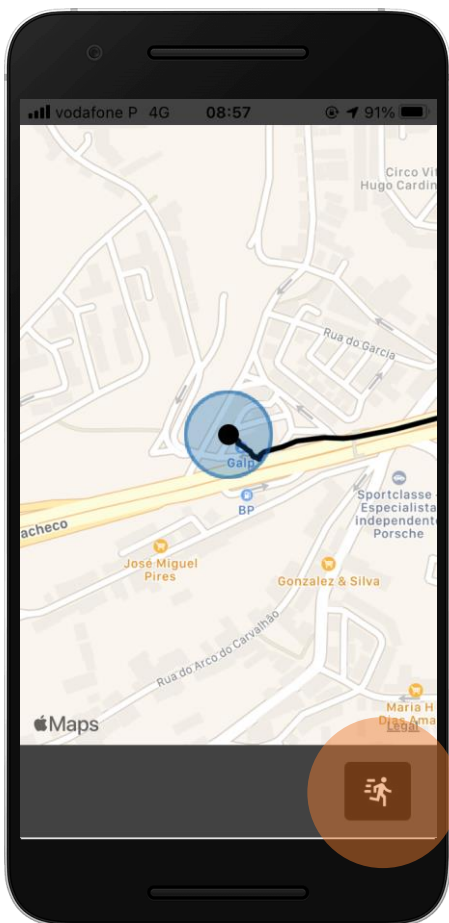 vodafone P 4G 08:57 91%
Circo Vi
Hugo Cardin
Rua do Garcia
Galp
BP
Sportclasse -
Especialista
independent
Porsche
acheco
José Miguel
Pires
Gonzalez & Silva
Rua do Arco do Carvalhão
Maria H
Dias Ama
Maps
Legal